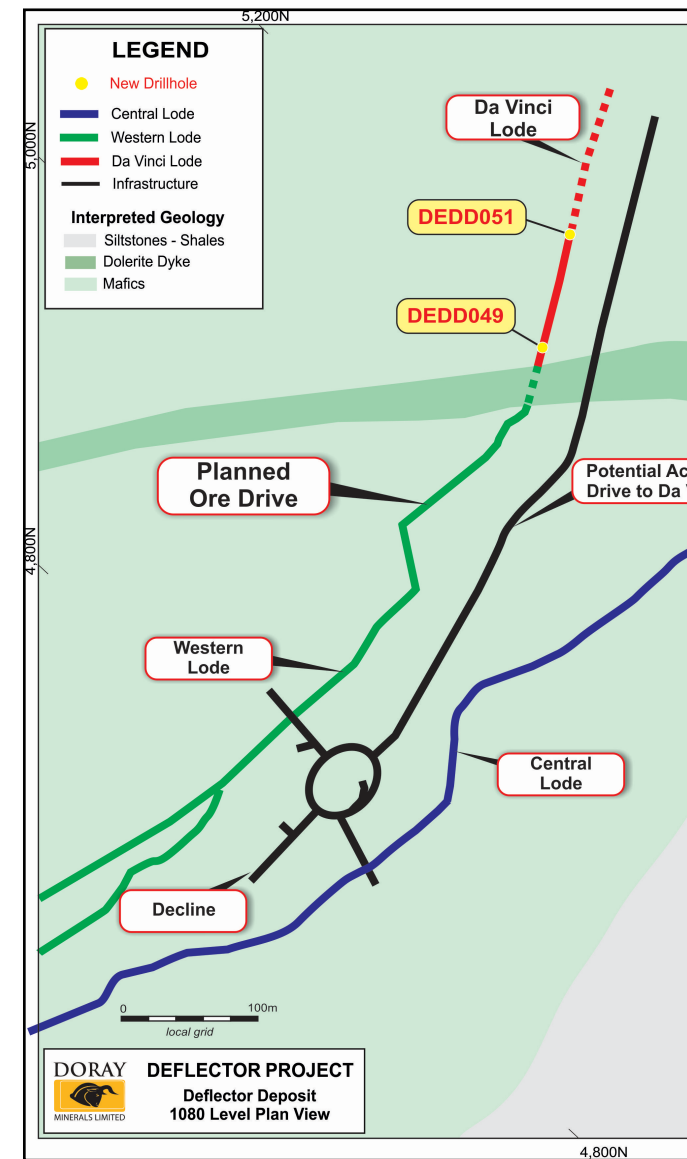 5,200N
LEGEND
New Drillhole
Central Lode
Western Lode
Da Vinci Lode
Infrastructure
Interpreted Geology
Siltstones - Shales
Dolerite Dyke
Mafics
5,000N
Da Vinci
Lode
DEDD051
DEDD049
Planned
Ore Drive
Potential Ac
Drive to Da
4,800N
Western
Lode
Central
Lode
Decline
0 100m
local grid
DORAY
MINERALS LIMITED
DEFLECTOR PROJECT
Deflector Deposit
1080 Level Plan View
4,800N